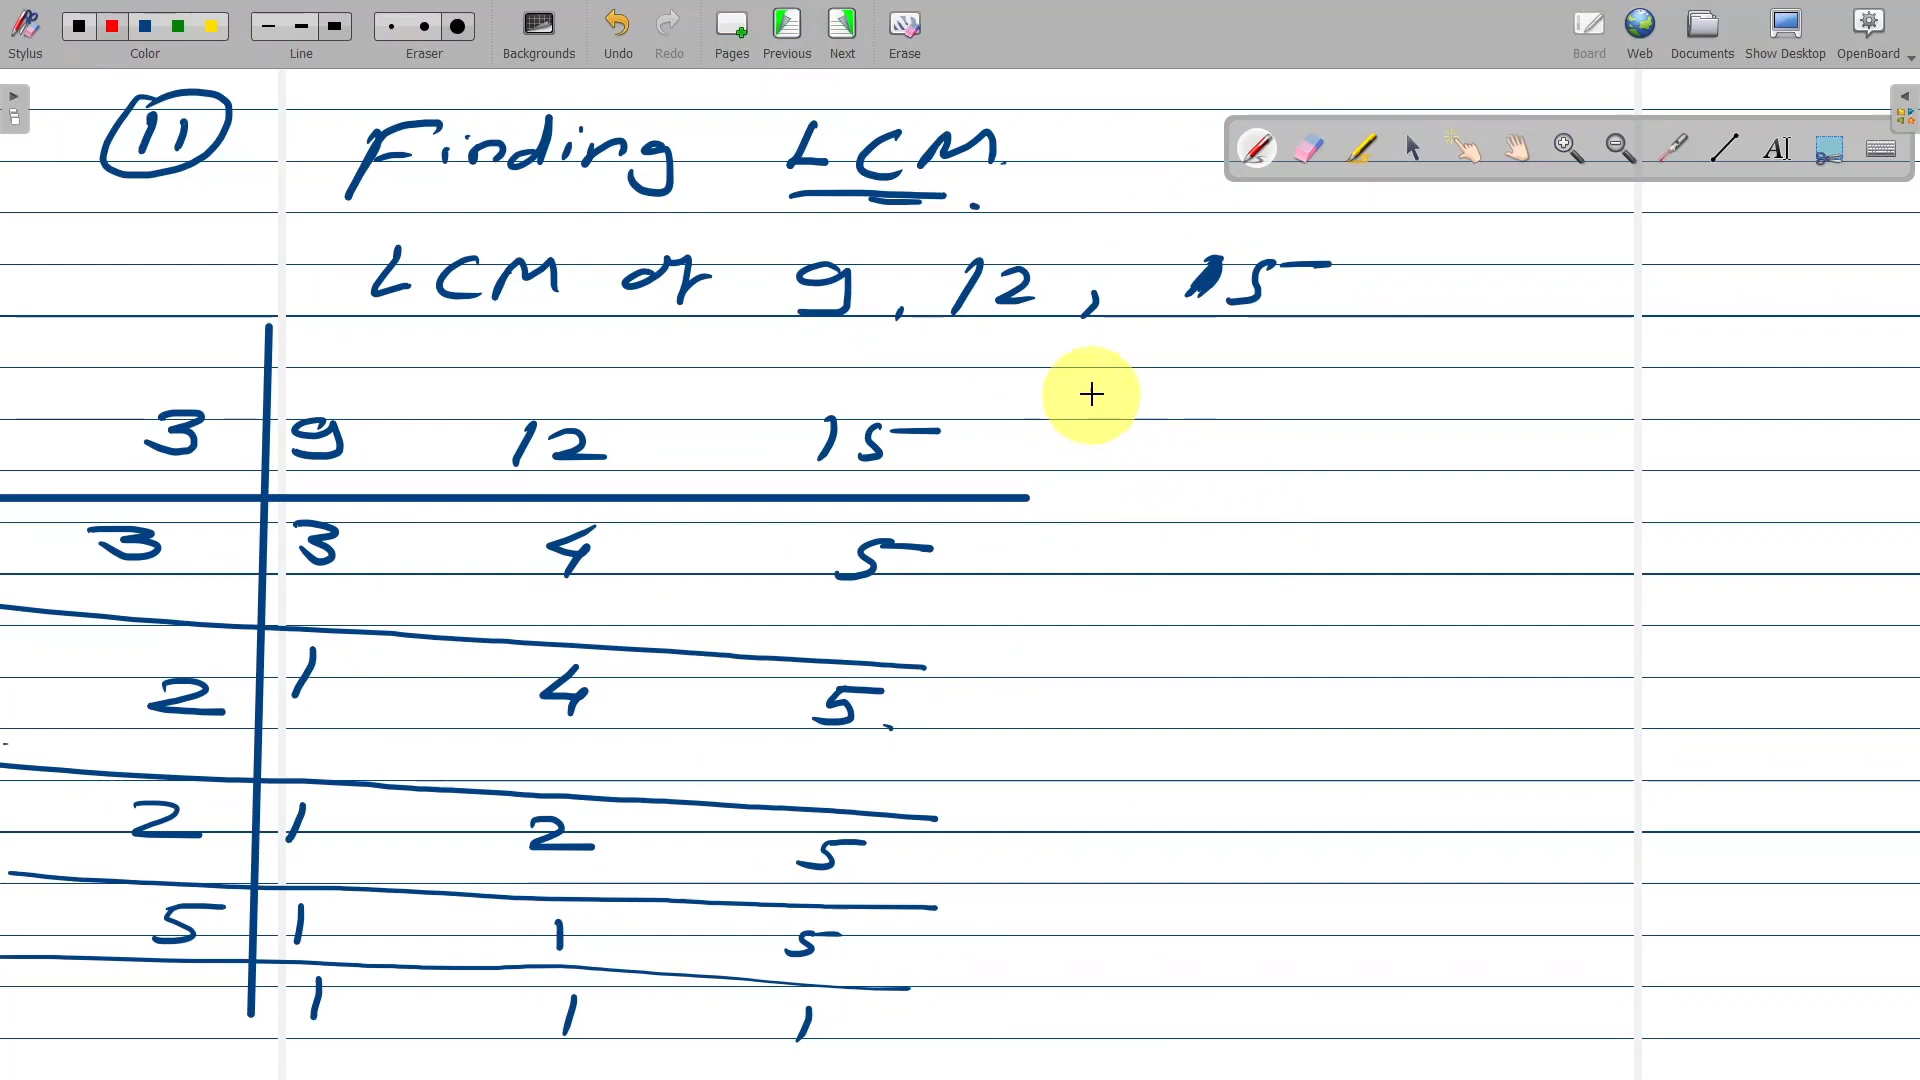 Stylus Color Line Eraser Backgrounds Undo Redo Pages Previous Next Erase Board Web Documents Show Desktop OpenBoard
11 Finding LCM.
LCM of 9, 12, 15
3 9 12 15
3 3 4 5
2 1 4 5.
2 1 2 5
5 1 1 5
1 1 1